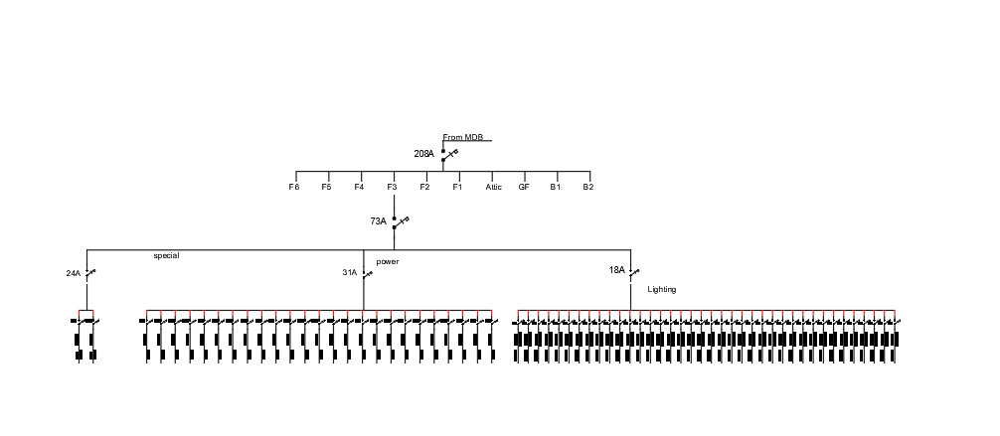 From MDB
208A
F6 F5 F4 F3 F2 F1 Attic GF B1 B2
73A
special
power
24A
31A
18A
Lighting